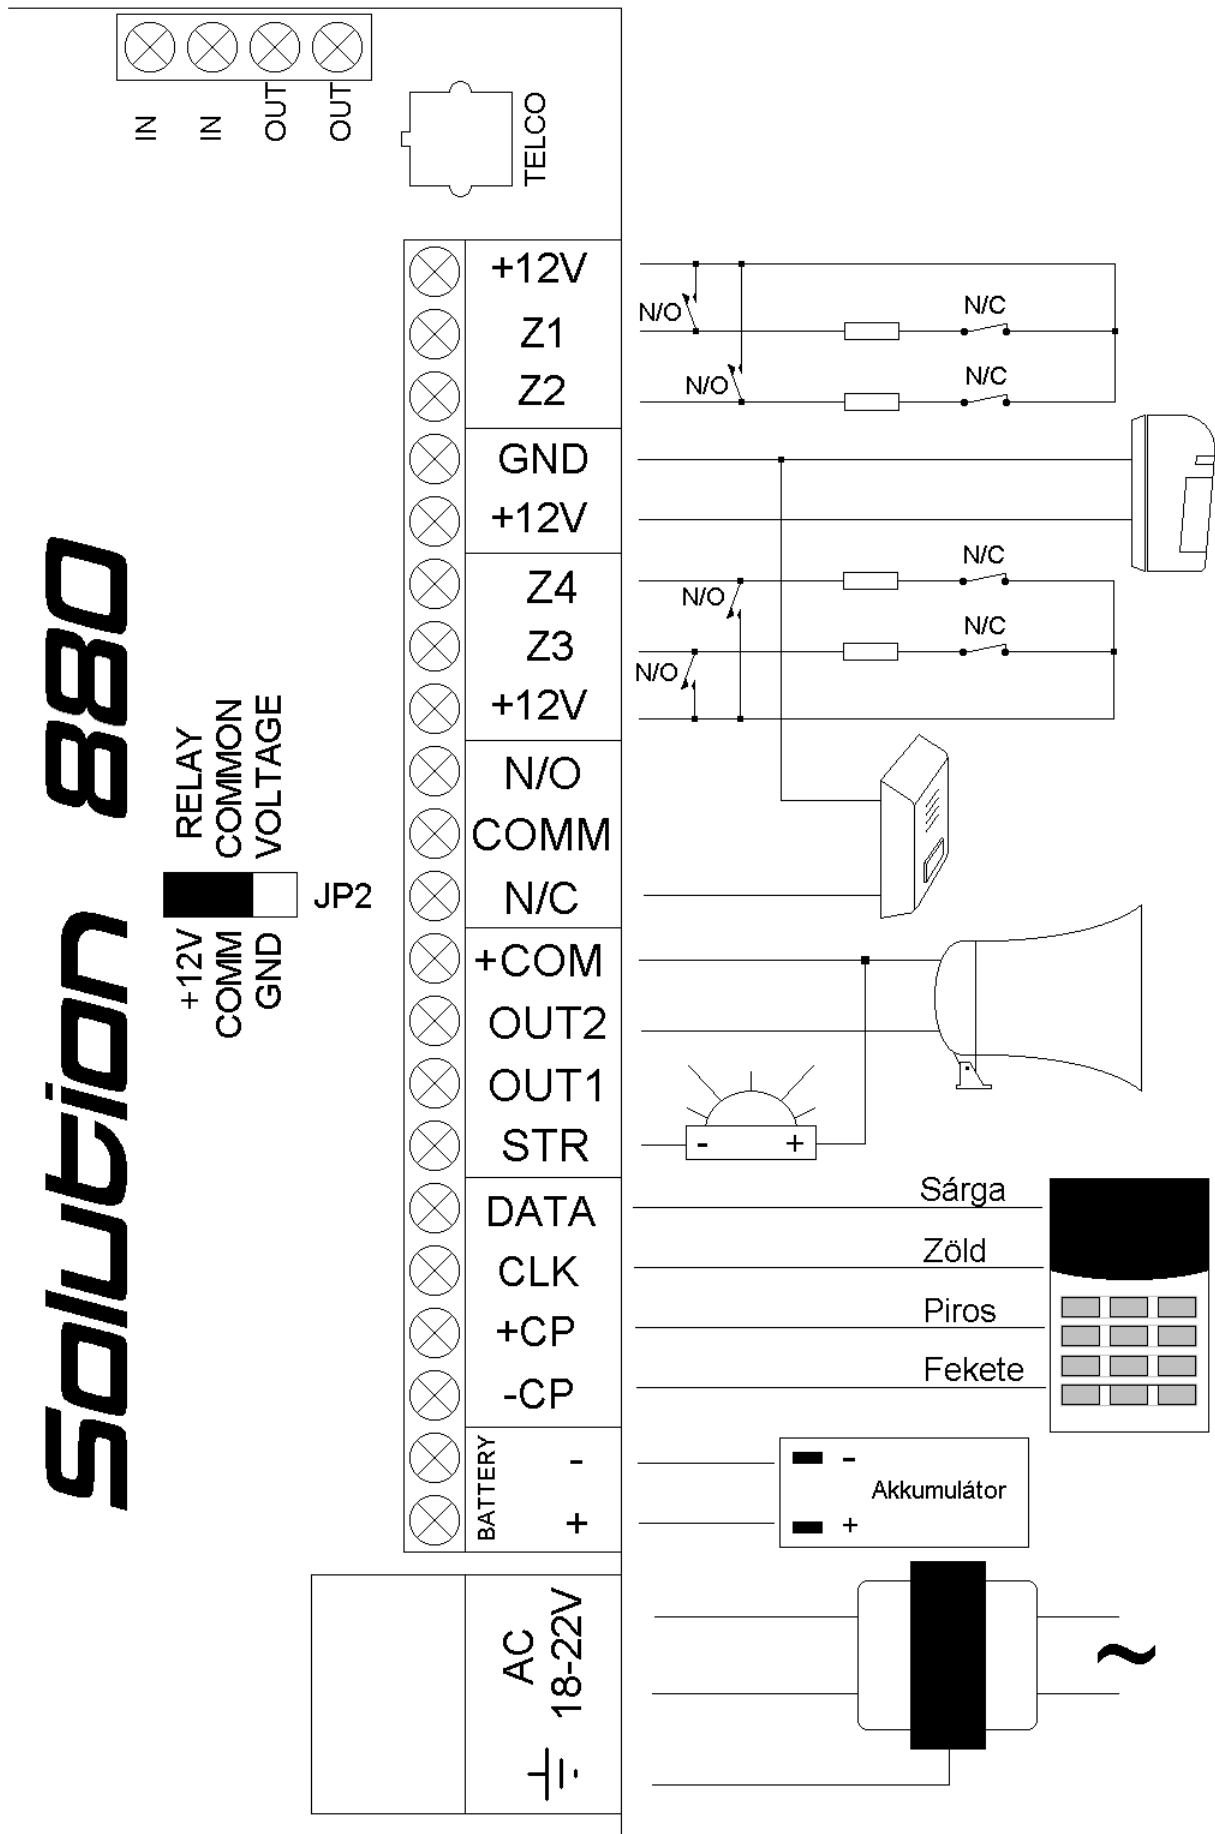 IN
IN
OUT
OUT
TELCO
+12V
Z1
Z2
GND
+12V
Z4
Z3
+12V
N/O
COMM
N/C
+COM
OUT2
OUT1
STR
DATA
CLK
+CP
-CP
BATTERY
-
+
AC
18-22V
N/O
N/C
N/O
N/C
N/C
N/O
N/C
N/O
- +
Sárga
Zöld
Piros
Fekete
-
Akkumulátor
+
~
Solution 880
RELAY
COMMON
VOLTAGE
JP2
+12V
COMM
GND